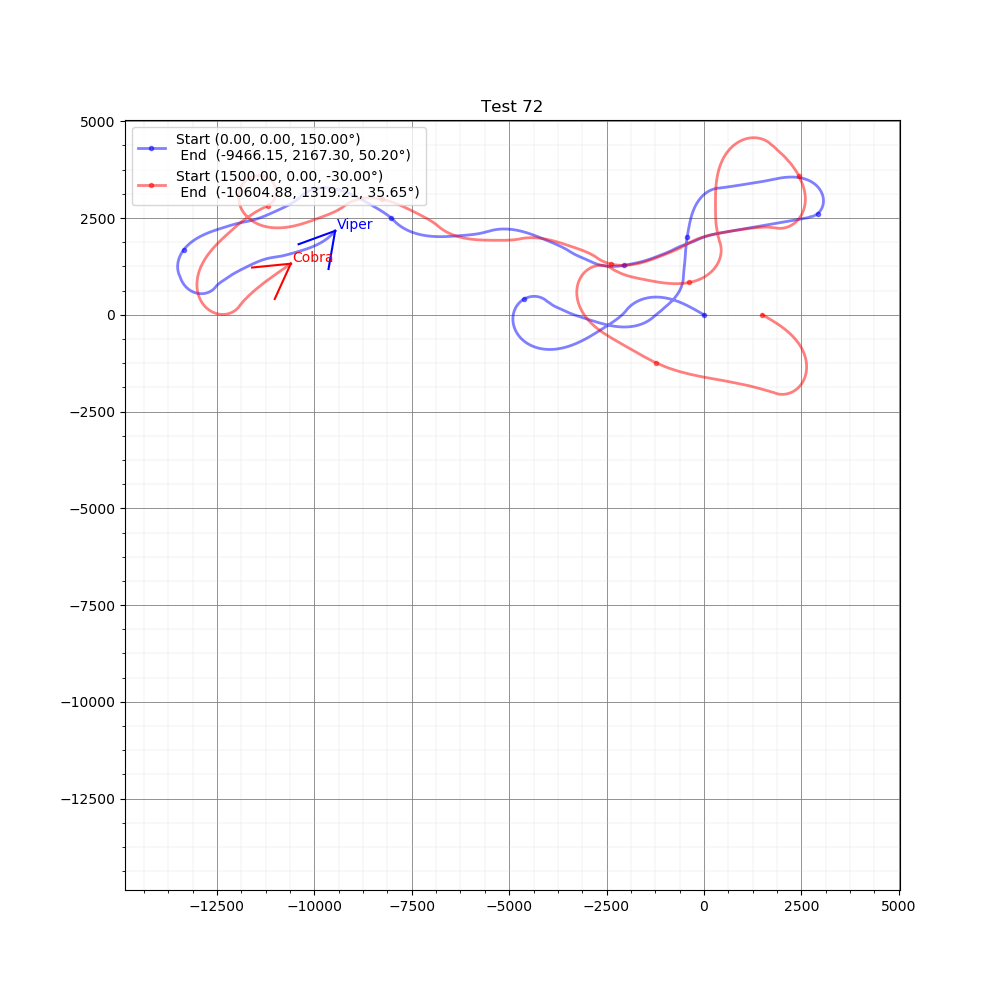 Test 72
5000
2500
0
−2500
−5000
−7500
−10000
−12500
Start (0.00, 0.00, 150.00°)
End (-9466.15, 2167.30, 50.20°)
Start (1500.00, 0.00, -30.00°)
End (-10604.88, 1319.21, 35.65°)
Viper
Cobra
−12500 −10000 −7500 −5000 −2500 0 2500 5000